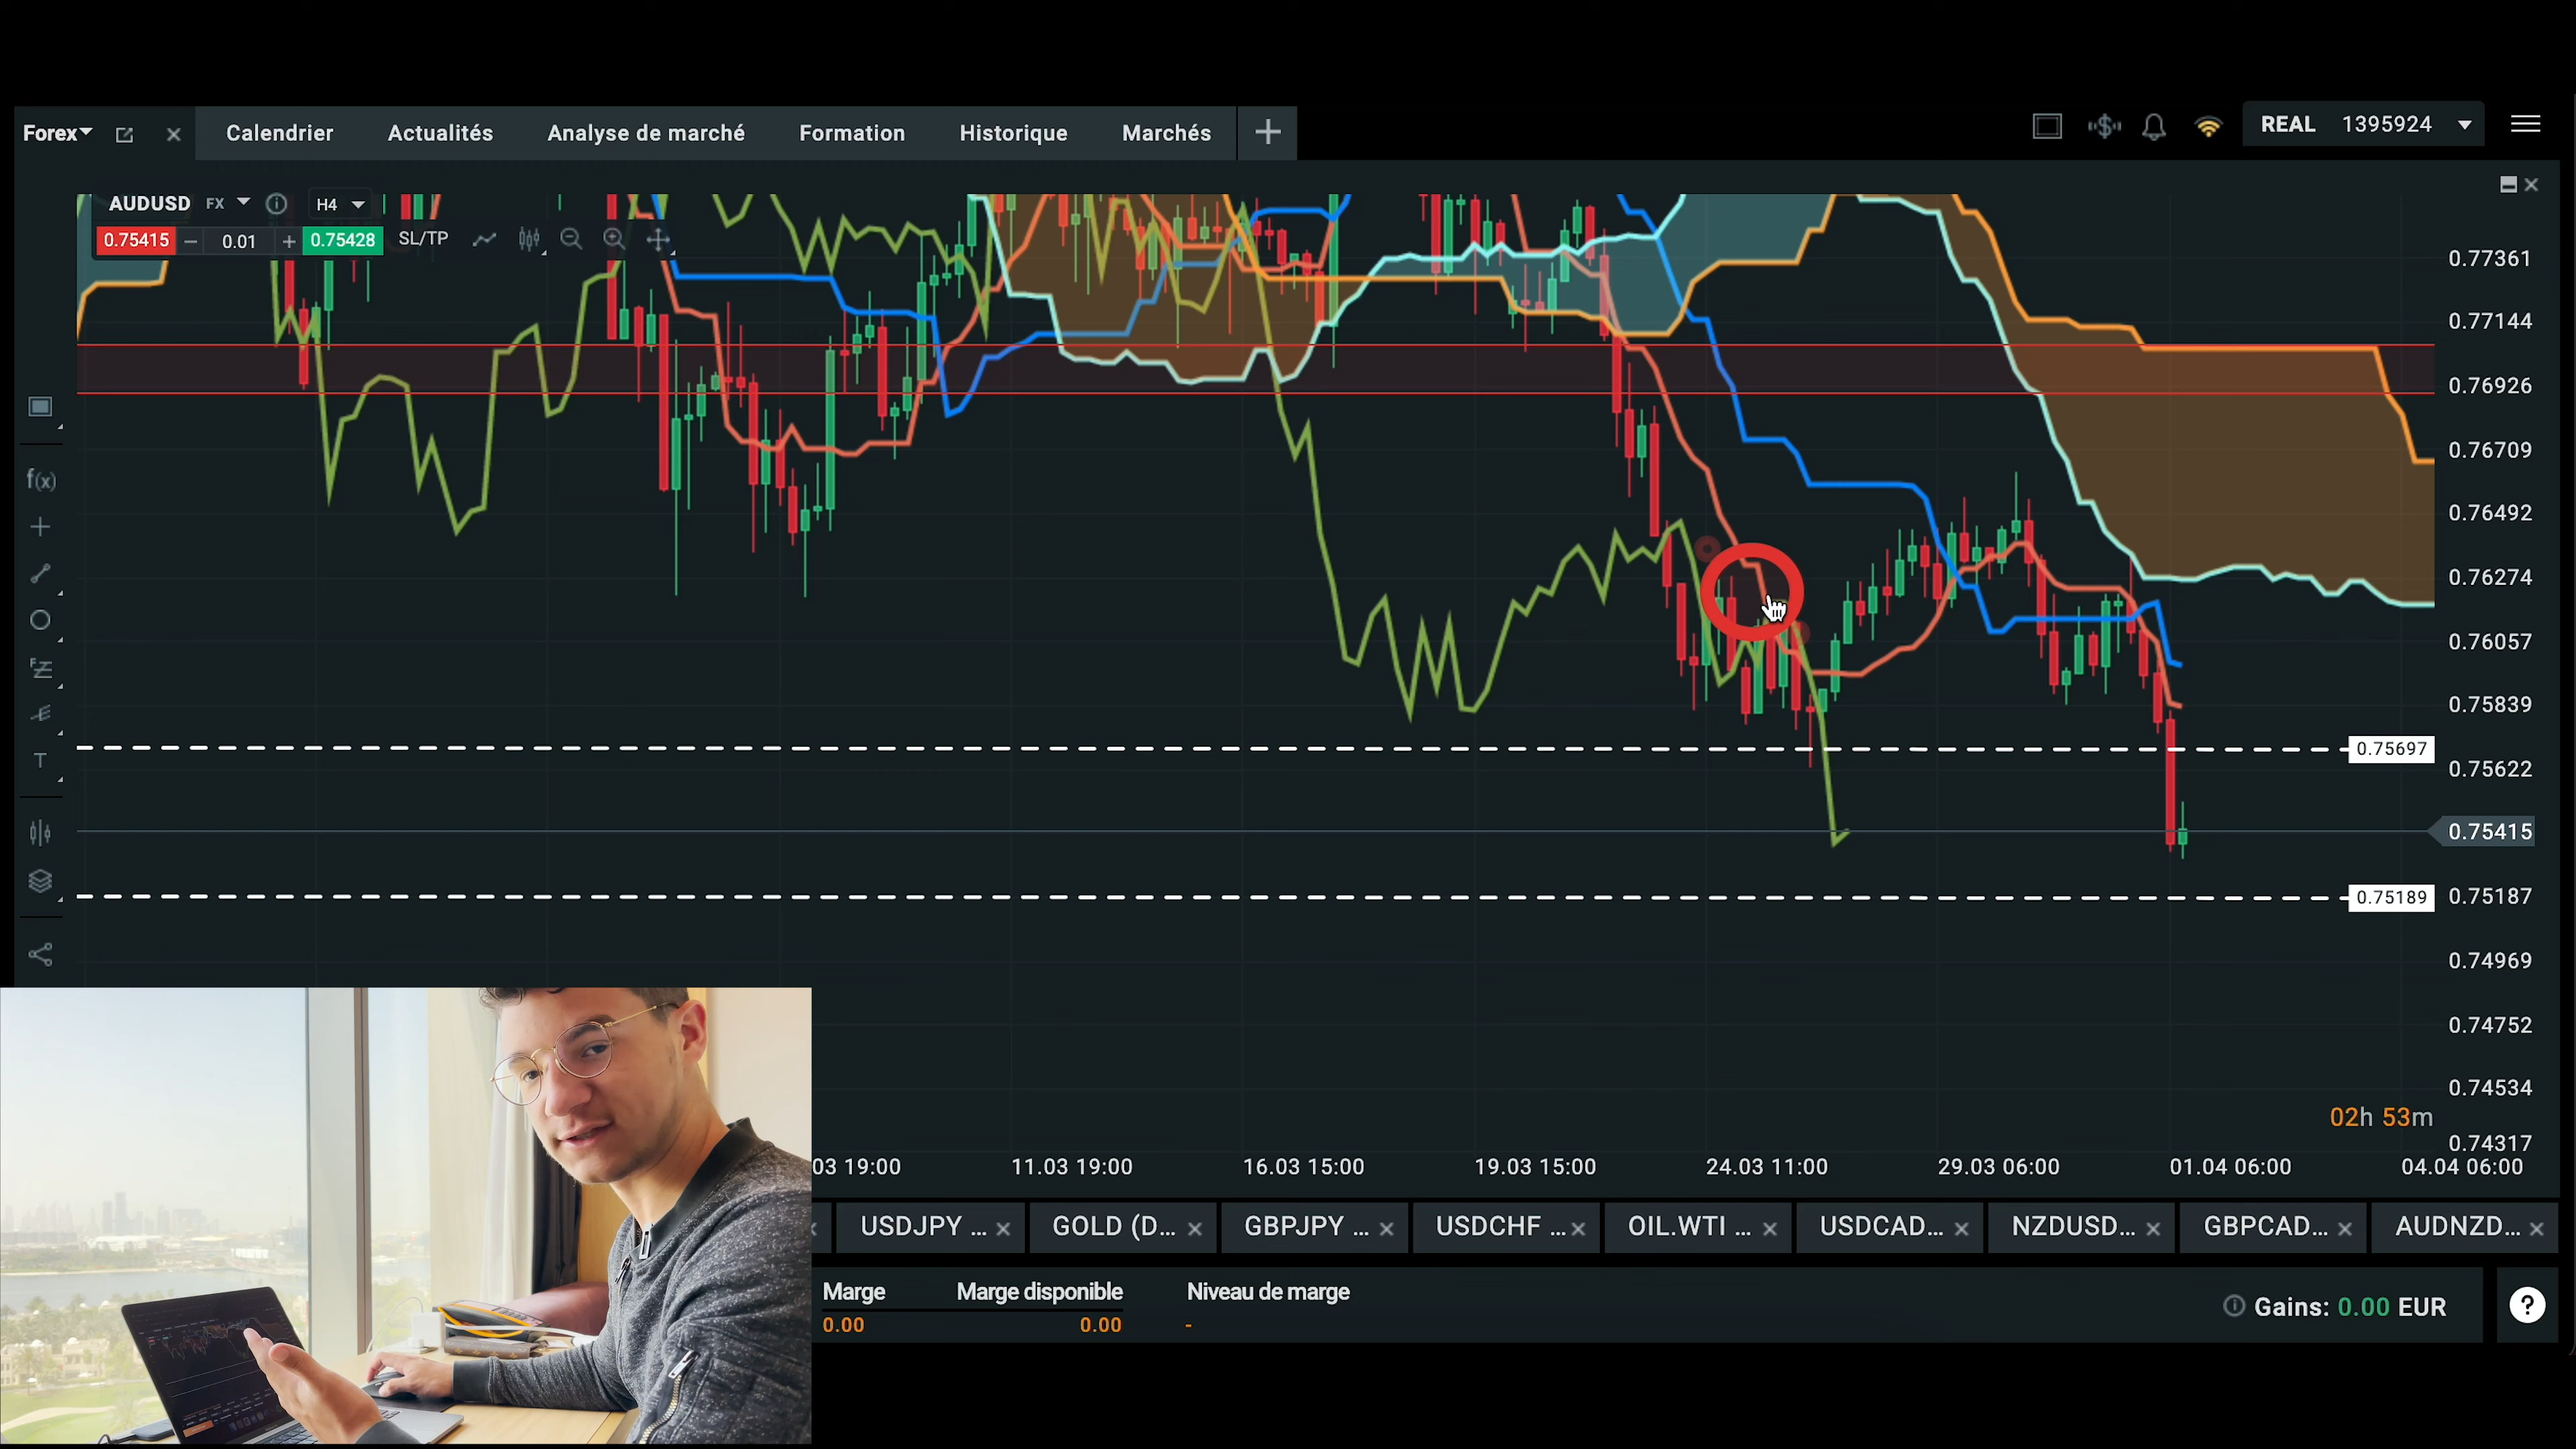 Forex Calendrier Actualités Analyse de marché Formation Historique Marchés + REAL 1395924
AUDUSD FX H4
0.75415 − 0.01 + 0.75428 SL/TP
0.77361
0.77144
0.76926
f(x)
0.76709
0.76492
0.76274
0.76057
0.75839
T
0.75697
0.75622
0.75415
0.75189 0.75187
0.74969
0.74752
0.74534
02h 53m
0.74317
03 19:00 11.03 19:00 16.03 15:00 19.03 15:00 24.03 11:00 29.03 06:00 01.04 06:00 04.04 06:00
USDJPY ... GOLD (D... GBPJPY ... USDCHF ... OIL.WTI ... USDCAD... NZDUSD... GBPCAD... AUDNZD...
Marge Marge disponible Niveau de marge
0.00 0.00 -
Gains: 0.00 EUR ?